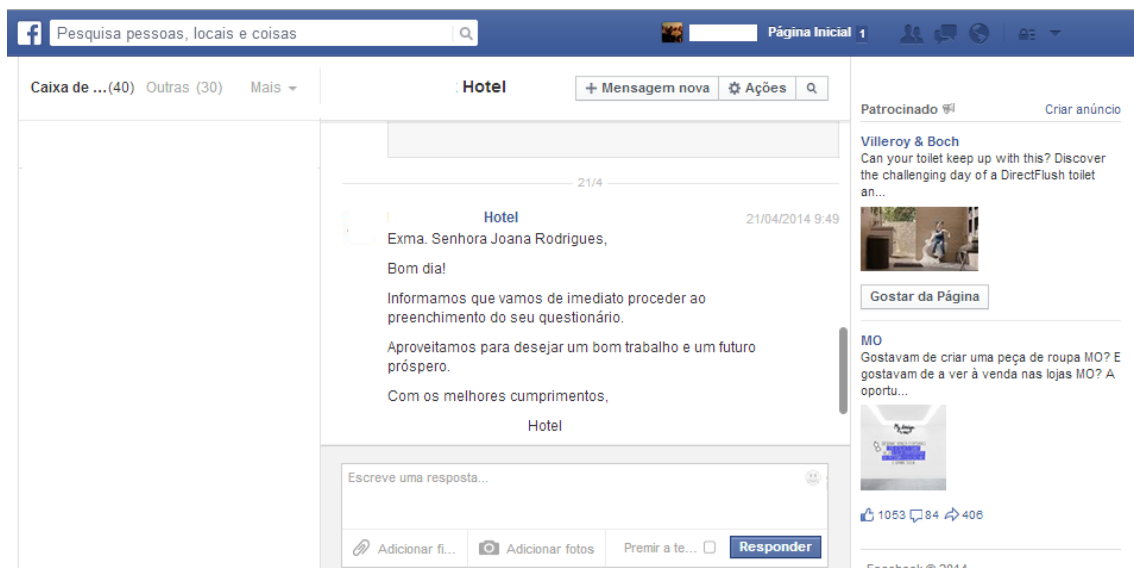 f Pesquisa pessoas, locais e coisas
Página Inicial 1
Caixa de ...(40) Outras (30) Mais
Hotel
+ Mensagem nova Ações
21/4
Hotel 21/04/2014 9:49
Exma. Senhora Joana Rodrigues,
Bom dia!
Informamos que vamos de imediato proceder ao
preenchimento do seu questionário.
Aproveitamos para desejar um bom trabalho e um futuro
próspero.
Com os melhores cumprimentos,
Hotel
Escreve uma resposta...
Adicionar fi... Adicionar fotos Premir a te... Responder
Patrocinado Criar anúncio
Villeroy & Boch
Can your toilet keep up with this? Discover
the challenging day of a DirectFlush toilet
an...
Gostar da Página
MO
Gostavam de criar uma peça de roupa MO? E
gostavam de a ver à venda nas lojas MO? A
oportu...
1053 84 406
Facebook © 2014